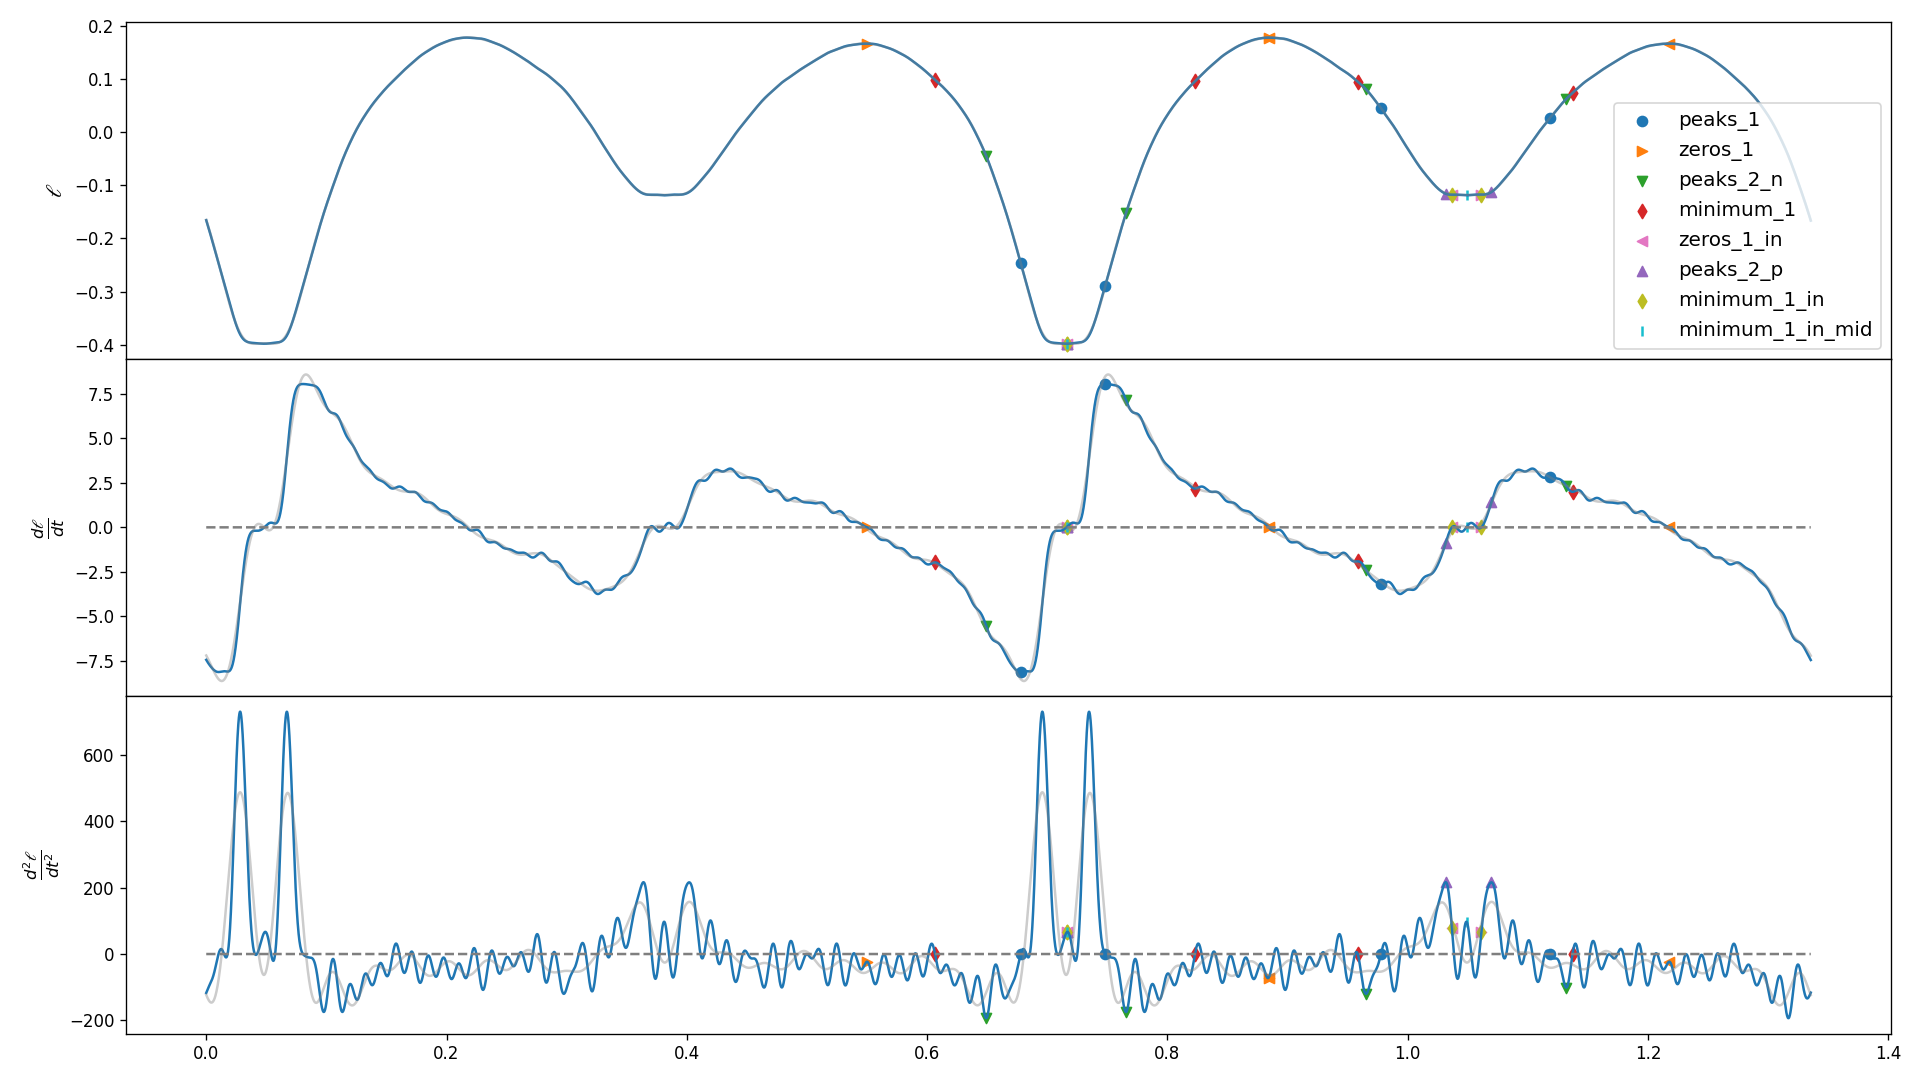 0.2
0.1
0.0
−0.1
−0.2
−0.3
−0.4
ℓ
peaks_1
zeros_1
peaks_2_n
minimum_1
zeros_1_in
peaks_2_p
minimum_1_in
minimum_1_in_mid
7.5
5.0
2.5
0.0
−2.5
−5.0
−7.5
dℓ
dt
600
400
200
0
−200
d²ℓ
dt²
0.0 0.2 0.4 0.6 0.8 1.0 1.2 1.4